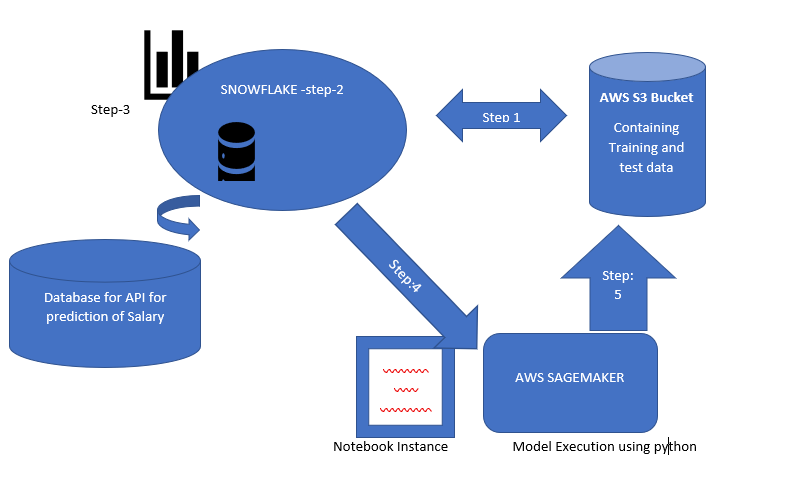 SNOWFLAKE -step-2
Step-3
Step 1
AWS S3 Bucket
Containing
Training and
test data
Step:4
Step:
5
Database for API for
prediction of Salary
AWS SAGEMAKER
Notebook Instance
Model Execution using python